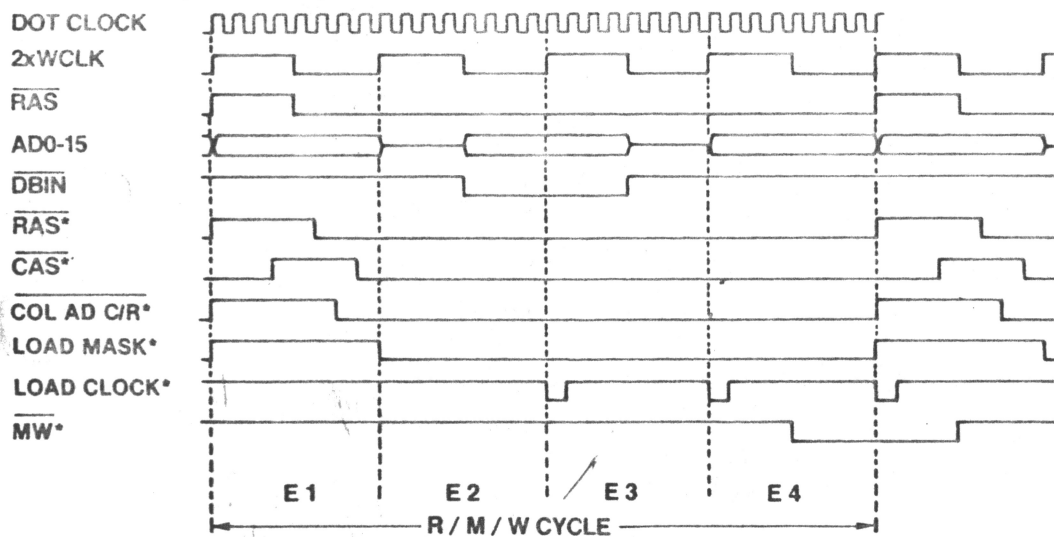 DOT CLOCK
2xWCLK
RAS
AD0-15
DBIN
RAS*
CAS*
COL AD C/R*
LOAD MASK*
LOAD CLOCK*
MW*
E1 E2 E3 E4
R / M / W CYCLE